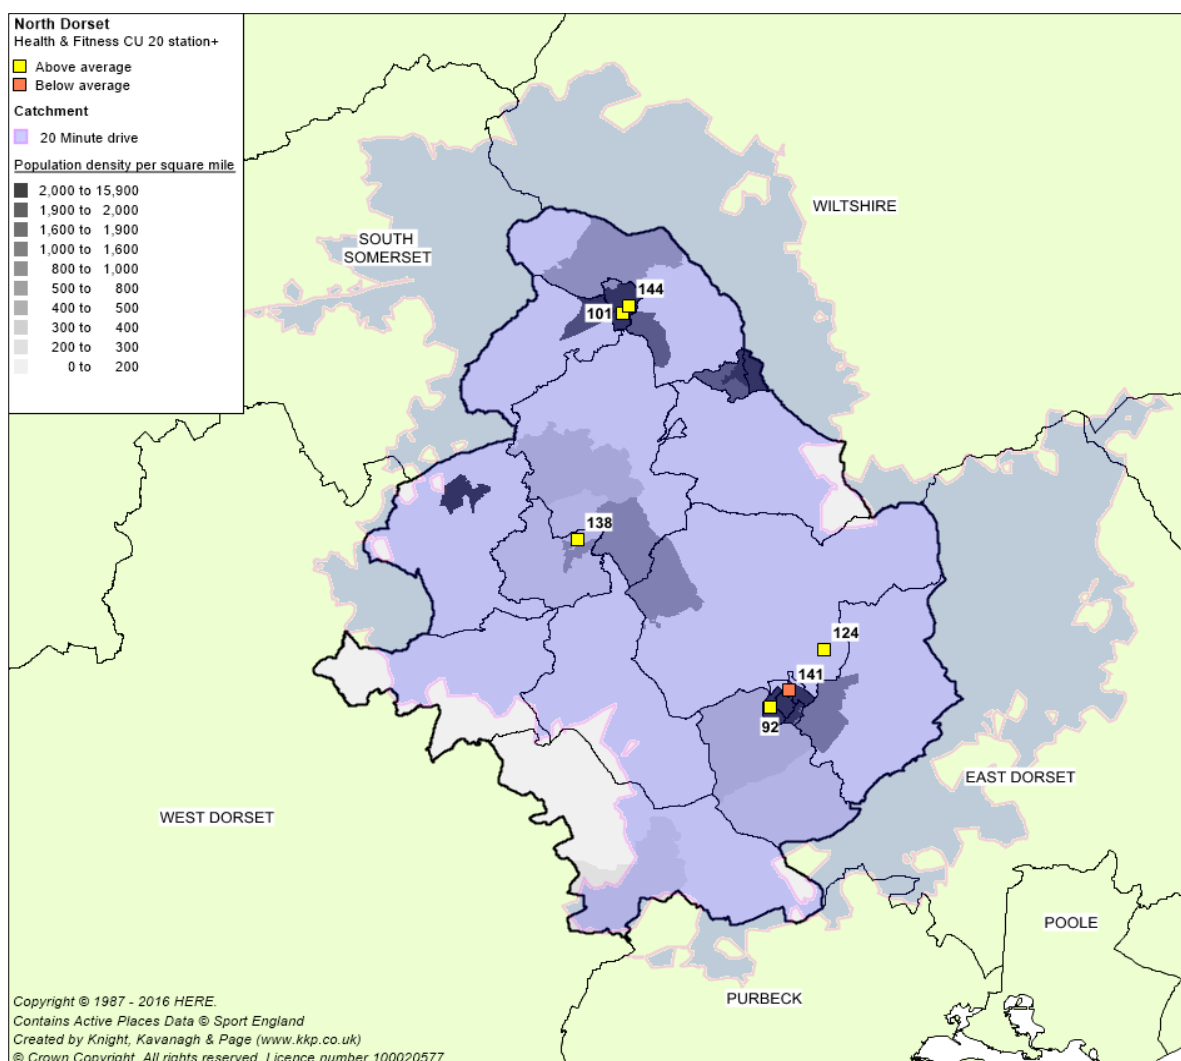 North Dorset
Health & Fitness CU 20 station+
Above average
Below average
Catchment
20 Minute drive
Population density per square mile
2,000 to 15,900
1,900 to 2,000
1,600 to 1,900
1,000 to 1,600
800 to 1,000
500 to 800
400 to 500
300 to 400
200 to 300
0 to 200
WILTSHIRE
SOUTH
SOMERSET
144
101
138
124
141
92
EAST DORSET
WEST DORSET
POOLE
PURBECK
Copyright © 1987 - 2016 HERE.
Contains Active Places Data © Sport England
Created by Knight, Kavanagh & Page (www.kkp.co.uk)
© Crown Copyright. All rights reserved. Licence number 100020577